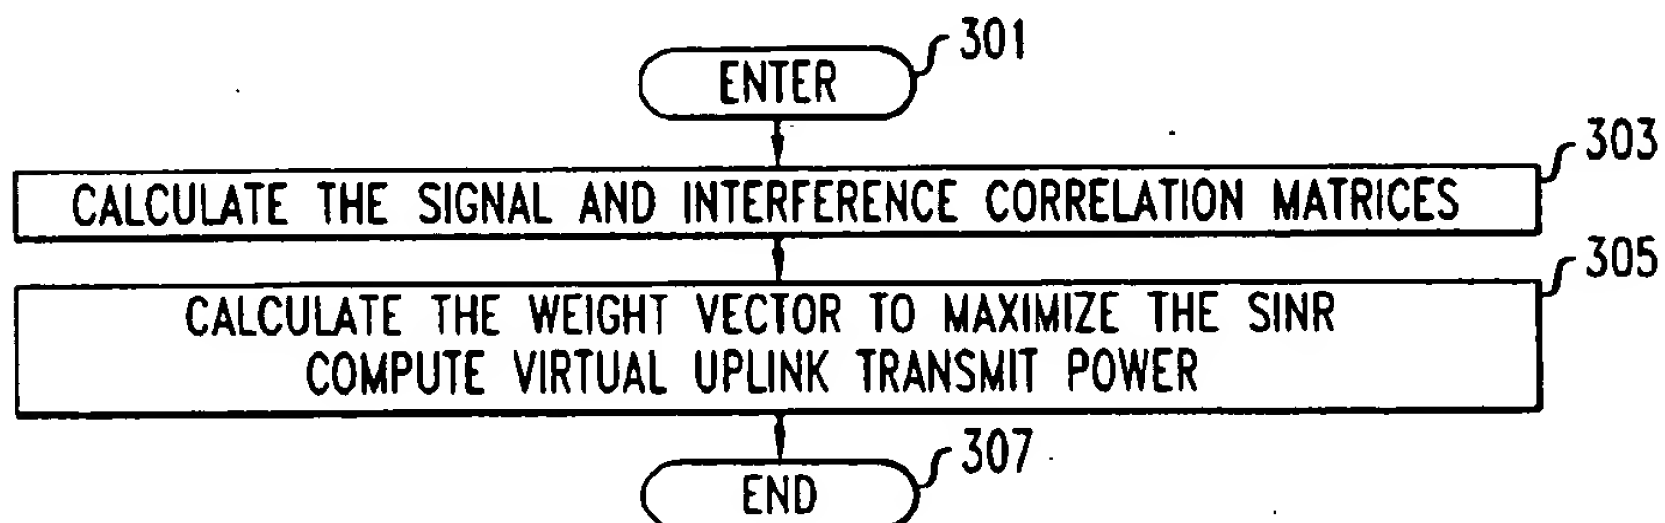 301
ENTER
303
CALCULATE THE SIGNAL AND INTERFERENCE CORRELATION MATRICES
305
CALCULATE THE WEIGHT VECTOR TO MAXIMIZE THE SINR
COMPUTE VIRTUAL UPLINK TRANSMIT POWER
307
END